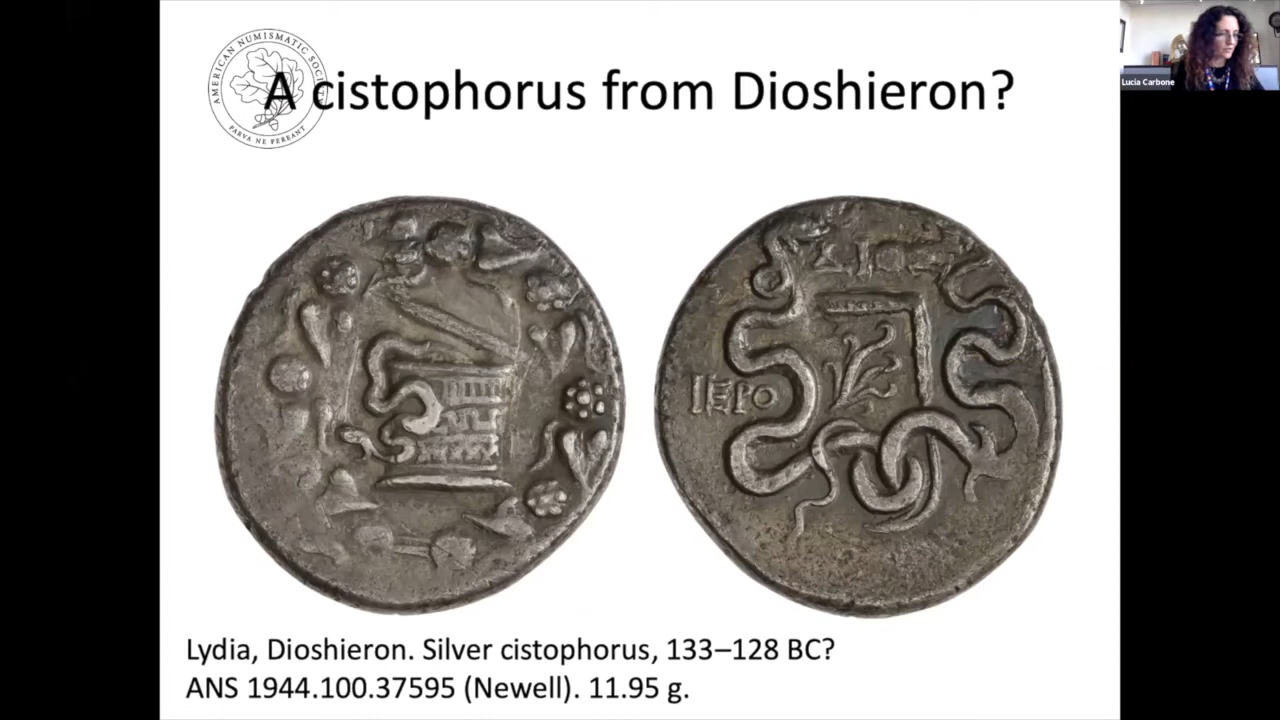 AMERICAN NUMISMATIC SOCIETY
PARVA NE PEREANT
A cistophorus from Dioshieron?
Lucia Carbone
ΙΕΡΟ
Lydia, Dioshieron. Silver cistophorus, 133–128 BC?
ANS 1944.100.37595 (Newell). 11.95 g.